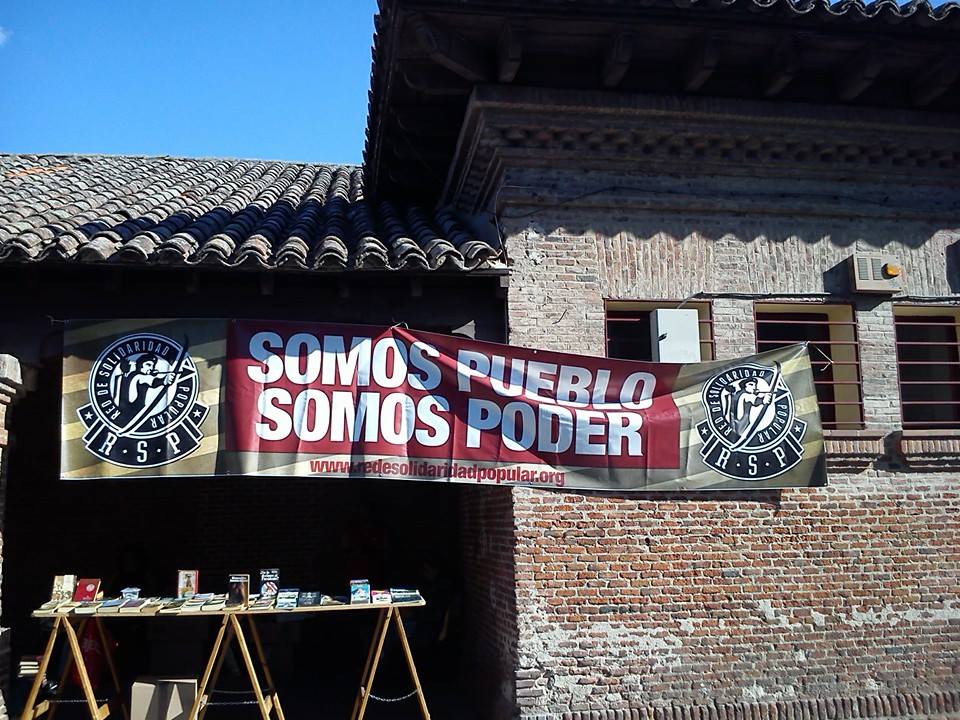 RED DE SOLIDARIDAD POPULAR
R·S·P
SOMOS PUEBLO
SOMOS PODER
www.redesolidaridadpopular.org
RED DE SOLIDARIDAD POPULAR
R·S·P